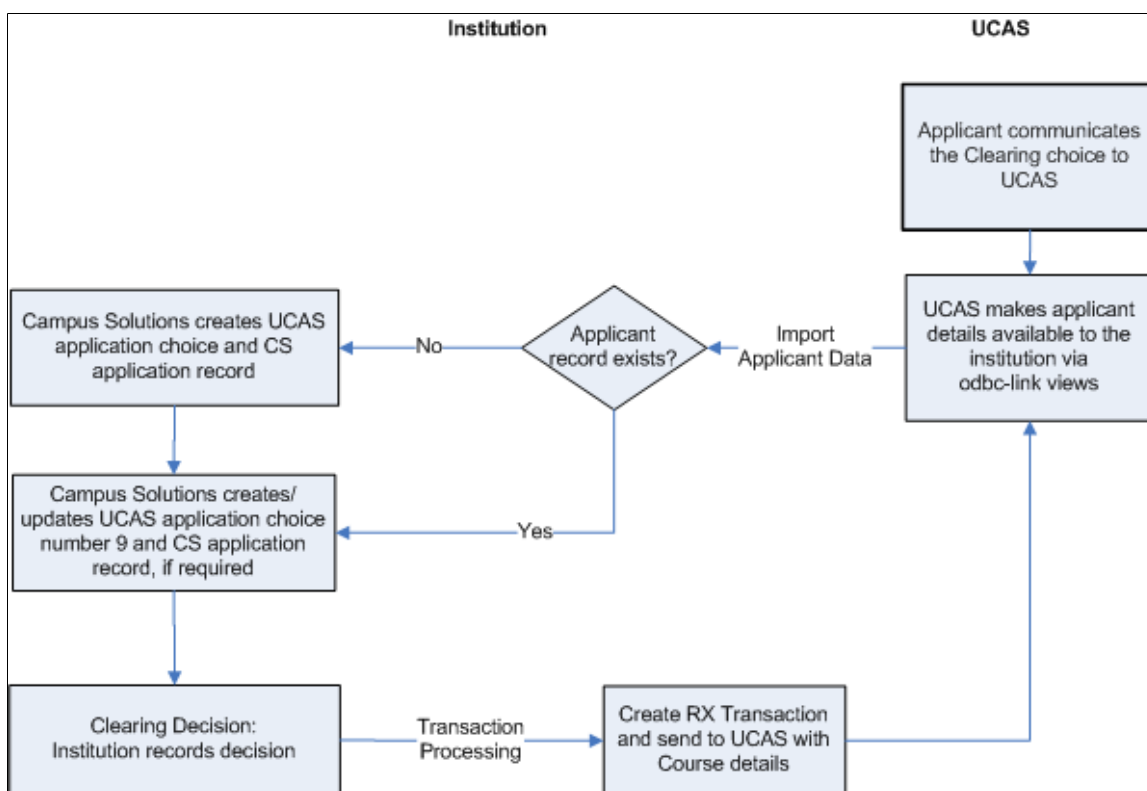 Institution
UCAS
Applicant communicates
the Clearing choice to
UCAS
UCAS makes applicant
details available to the
institution via
odbc-link views
Import
Applicant Data
Applicant
record exists?
No
Campus Solutions creates UCAS
application choice and CS
application record
Yes
Campus Solutions creates/
updates UCAS application choice
number 9 and CS application
record, if required
Clearing Decision:
Institution records decision
Transaction
Processing
Create RX Transaction
and send to UCAS with
Course details